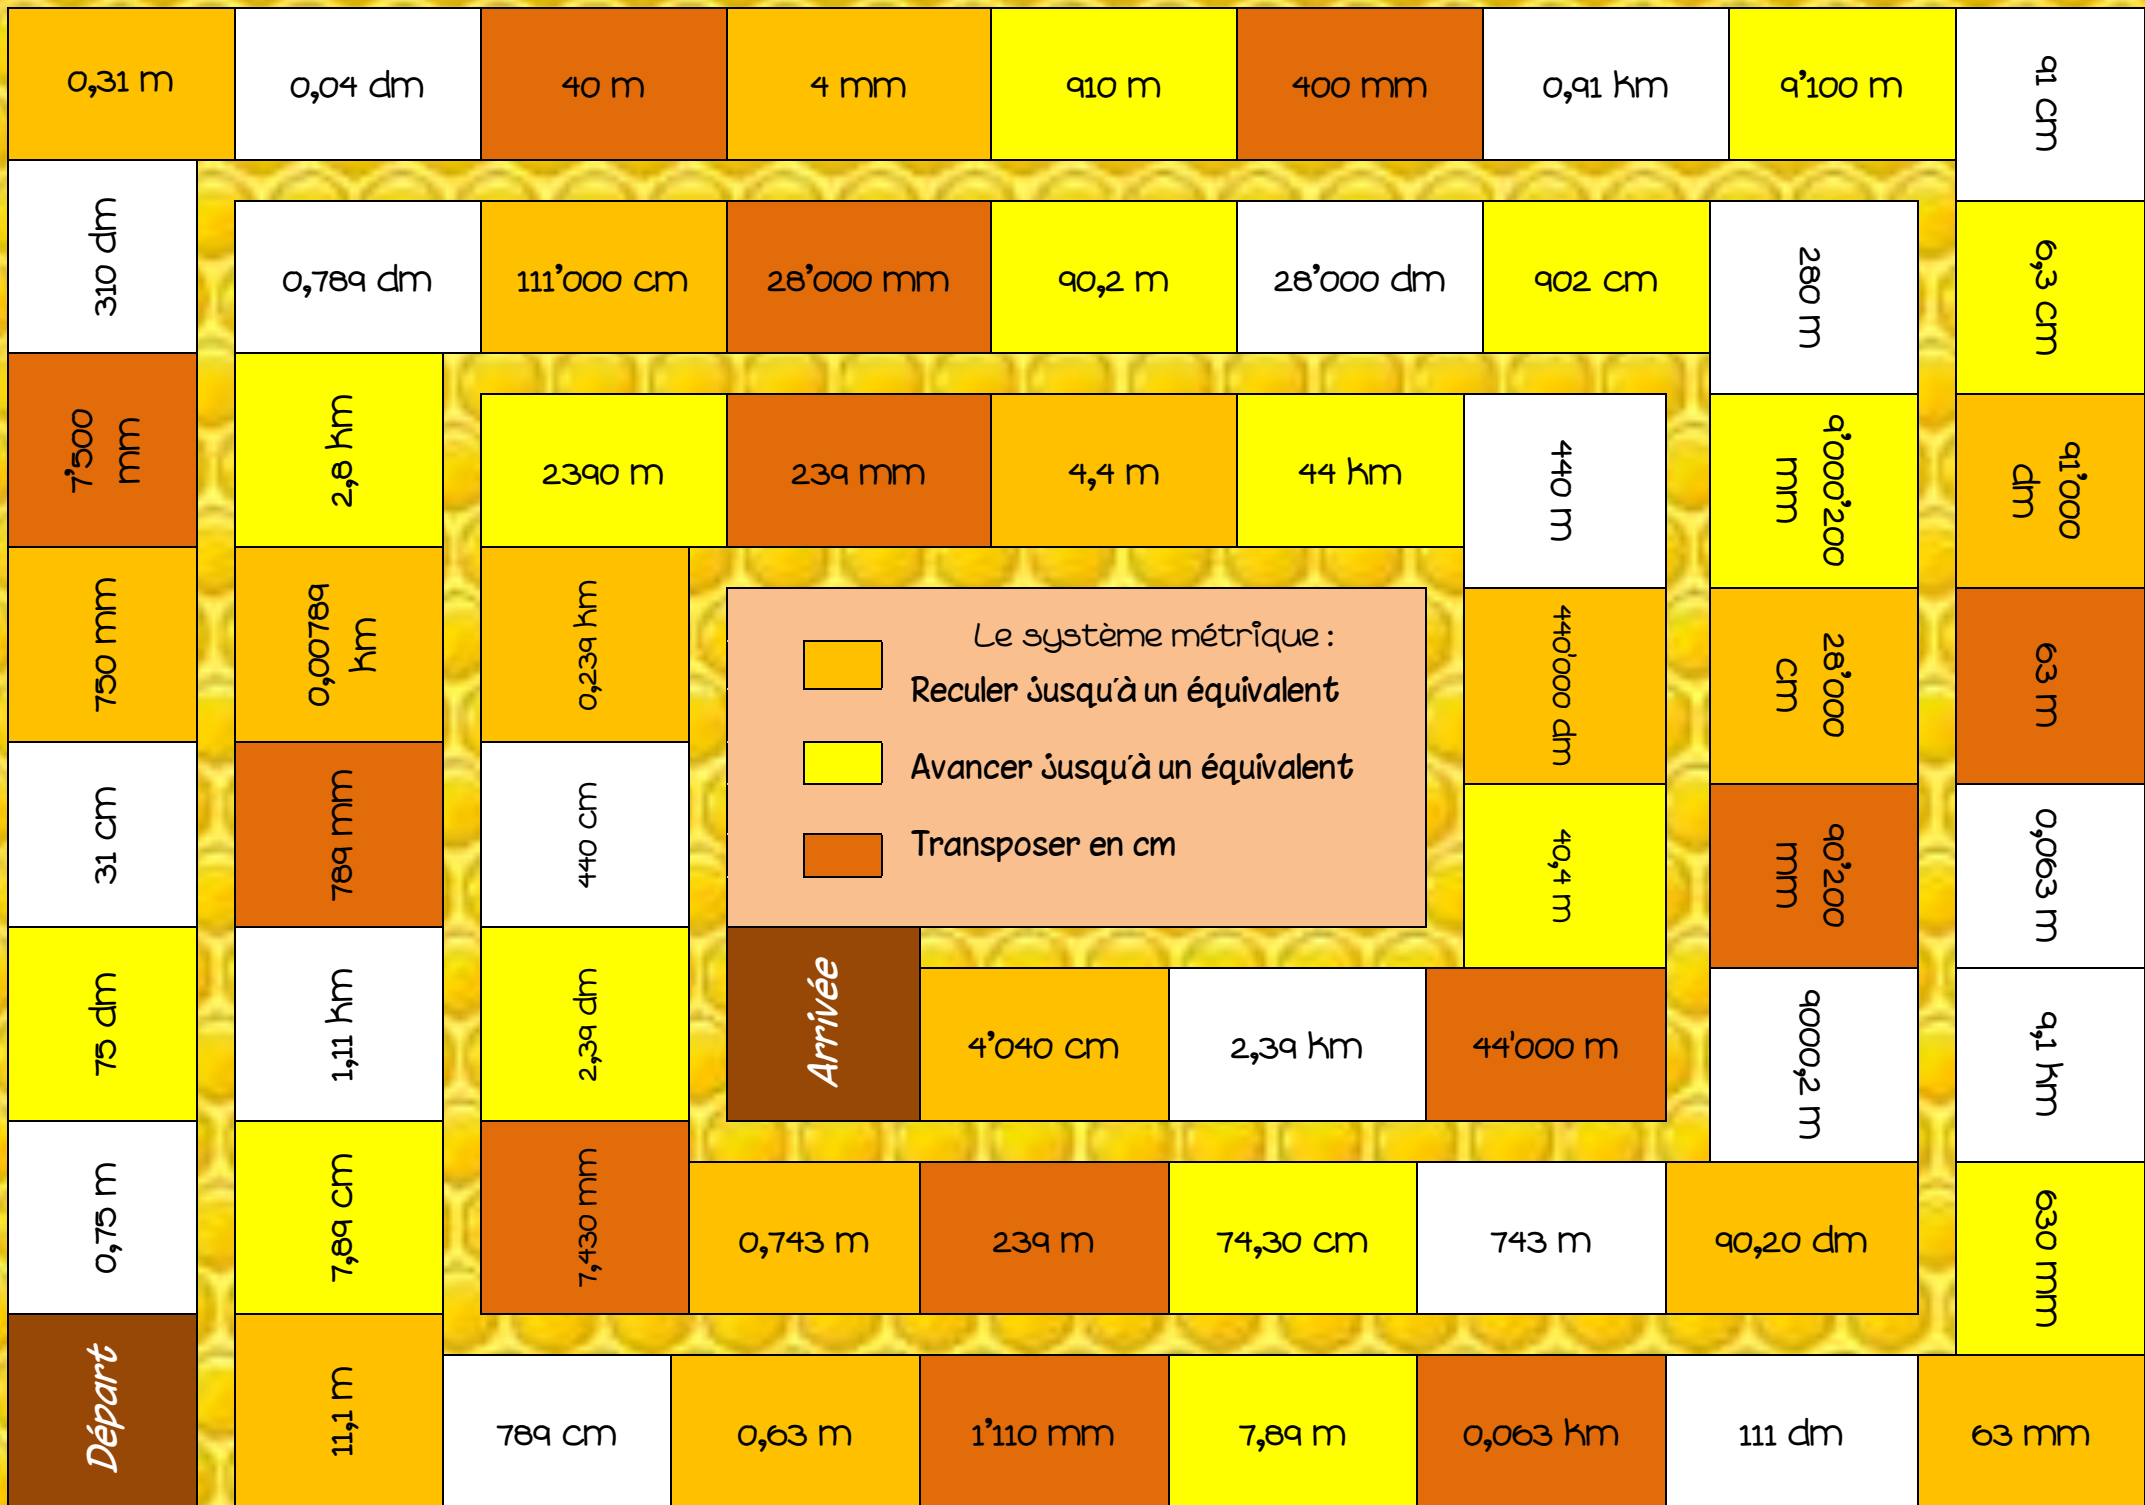 0,31 m
0,04 dm
40 m
4 mm
910 m
400 mm
0,91 km
9'100 m
91 cm
310 dm
0,789 dm
111'000 cm
28'000 mm
90,2 m
28'000 dm
902 cm
280 m
6,3 cm
7'500
mm
2,8 km
2390 m
239 mm
4,4 m
44 km
440 m
9'000'200
mm
91'000
dm
750 mm
0,00789
km
0,239 km
Le système métrique :
Reculer jusqu'à un équivalent
Avancer jusqu'à un équivalent
Transposer en cm
440'000 dm
28'000
cm
63 m
31 cm
789 mm
440 cm
40,4 m
90'200
mm
0,063 m
75 dm
1,11 km
2,39 dm
Arrivée
4'040 cm
2,39 km
44'000 m
9000,2 m
9,1 km
0,75 m
7,89 cm
7,430 mm
0,743 m
239 m
74,30 cm
743 m
90,20 dm
630 mm
Départ
11,1 m
789 cm
0,63 m
1'110 mm
7,89 m
0,063 km
111 dm
63 mm